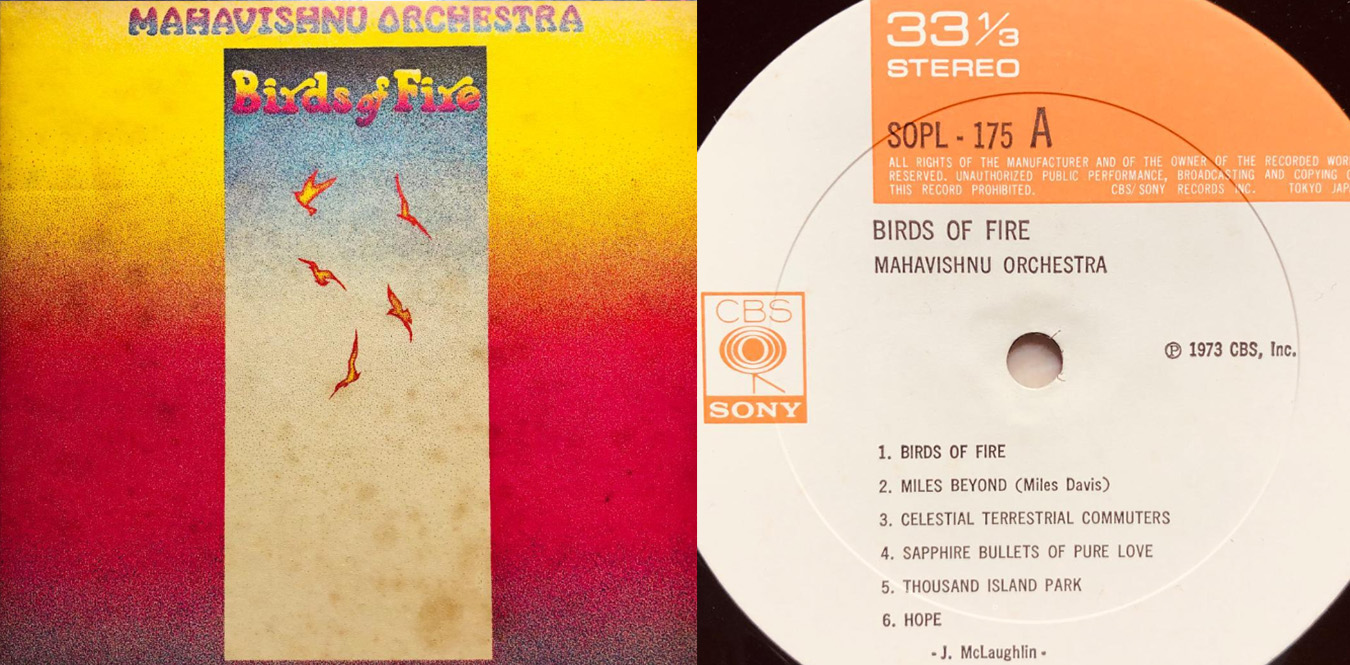 MAHAVISHNU ORCHESTRA
Birds of Fire
33 1/3
STEREO
SOPL - 175 A
ALL RIGHTS OF THE MANUFACTURER AND OF THE OWNER OF THE RECORDED
RESERVED. UNAUTHORIZED PUBLIC PERFORMANCE, BROADCASTING AND COPYING
THIS RECORD PROHIBITED. CBS/SONY RECORDS INC. TOKYO
BIRDS OF FIRE
MAHAVISHNU ORCHESTRA
CBS
SONY
℗ 1973 CBS, Inc.
1. BIRDS OF FIRE
2. MILES BEYOND (Miles Davis)
3. CELESTIAL TERRESTRIAL COMMUTERS
4. SAPPHIRE BULLETS OF PURE LOVE
5. THOUSAND ISLAND PARK
6. HOPE
- J. McLaughlin -